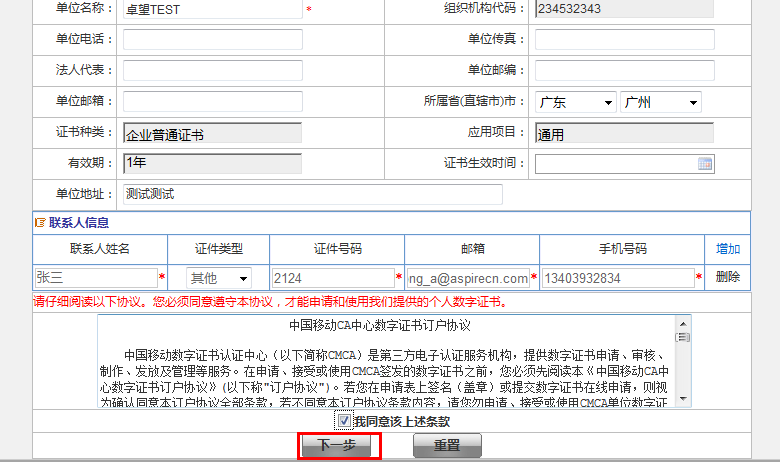 单位名称： 卓望TEST * 组织机构代码： 234532343
单位电话： 单位传真：
法人代表： 单位邮编：
单位邮箱： 所属省(直辖市)市： 广东 广州
证书种类： 企业普通证书 应用项目： 通用
有效期： 1年 证书生效时间：
单位地址： 测试测试
联系人信息
联系人姓名 证件类型 证件号码 邮箱 手机号码 增加
张三 * 其他 2124 * ng_a@aspirecn.com * 13403932834 * 删除
请仔细阅读以下协议。您必须同意遵守本协议，才能申请和使用我们提供的个人数字证书。
中国移动CA中心数字证书订户协议
中国移动数字证书认证中心（以下简称CMCA）是第三方电子认证服务机构，提供数字证书申请、审核、
制作、发放及管理等服务。在申请、接受或使用CMCA签发的数字证书之前，您必须先阅读本《中国移动CA中
心数字证书订户协议》(以下称"订户协议")。若您在申请表上签名（盖章）或提交数字证书在线申请，则视
为确认同意本订户协议全部条款，若不同意本订户协议条款内容，请您勿申请、接受或使用CMCA单位数字证
我同意该上述条款
下一步 重置